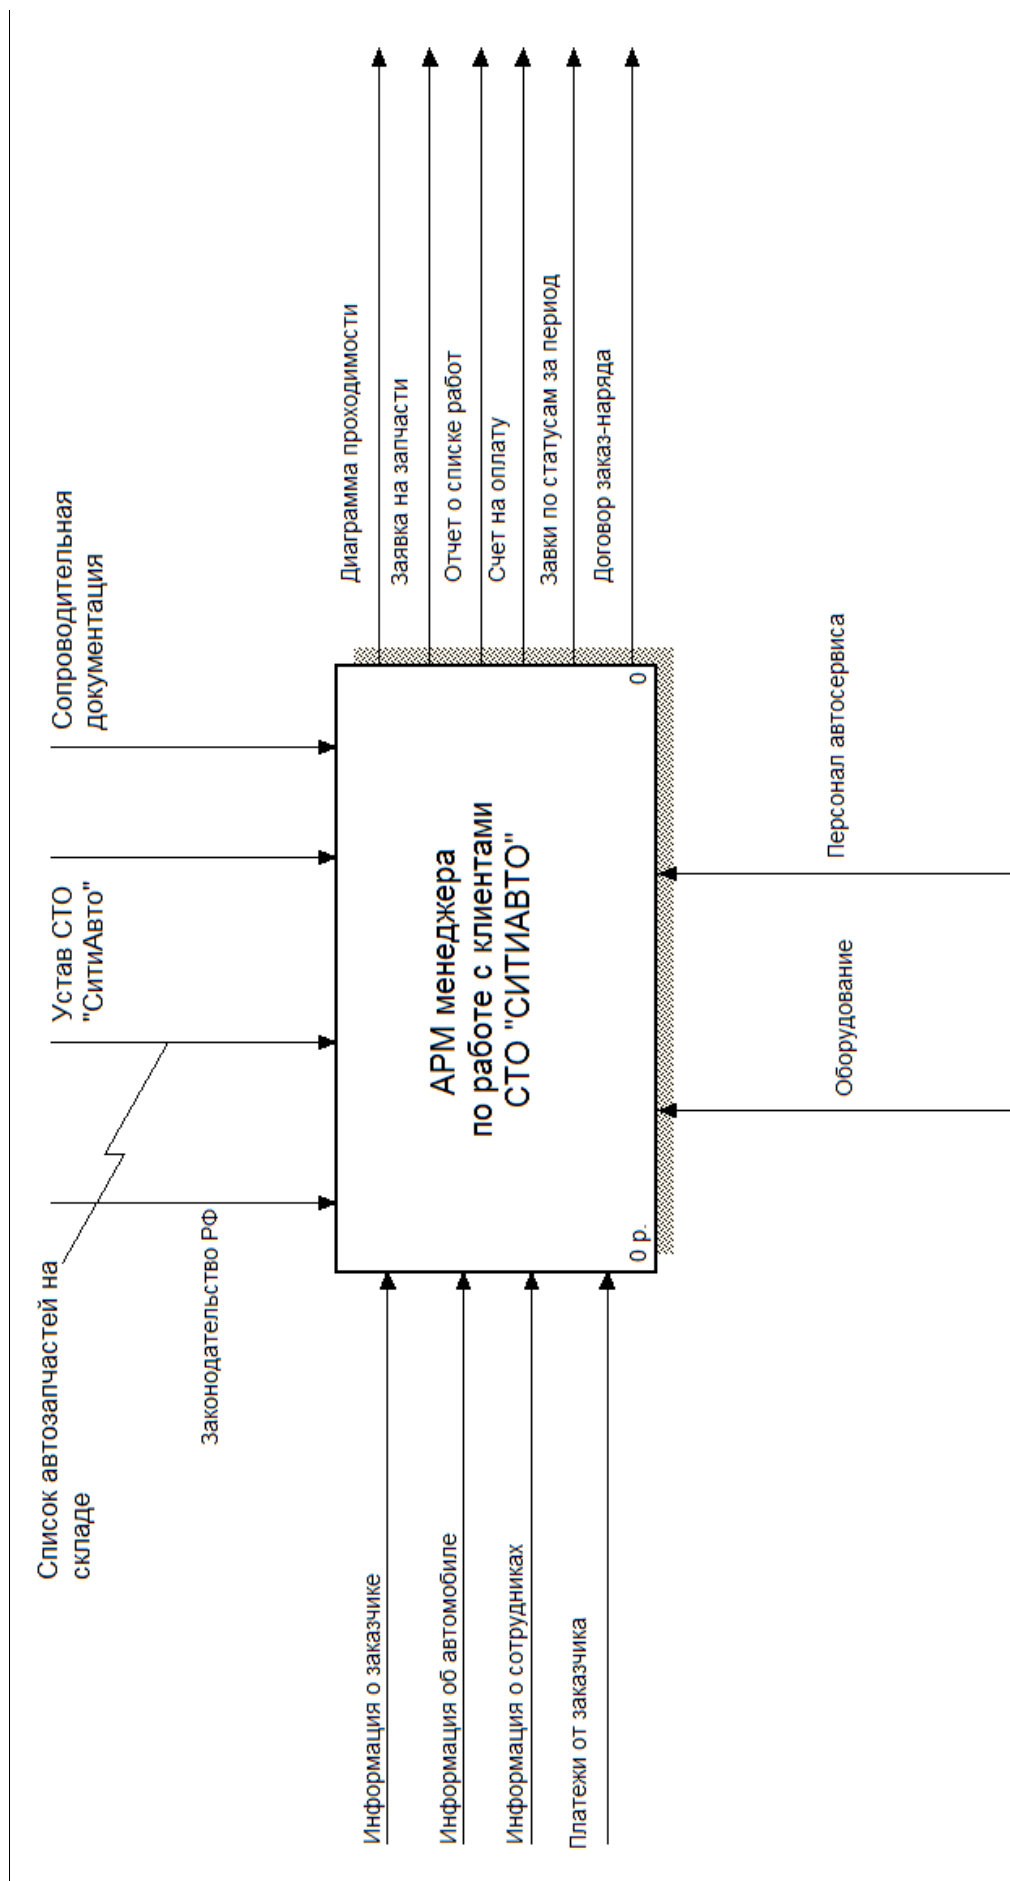 Список автозапчастей на
складе
Законодательство РФ
Устав СТО
"СитиАвто"
Сопроводительная
документация
Информация о заказчике
Информация об автомобиле
Информация о сотрудниках
Платежи от заказчика
АРМ менеджера
по работе с клиентами
СТО "СИТИАВТО"
0 р.
0
Диаграмма проходимости
Заявка на запчасти
Отчет о списке работ
Счет на оплату
Завки по статусам за период
Договор заказ-наряда
Оборудование
Персонал автосервиса